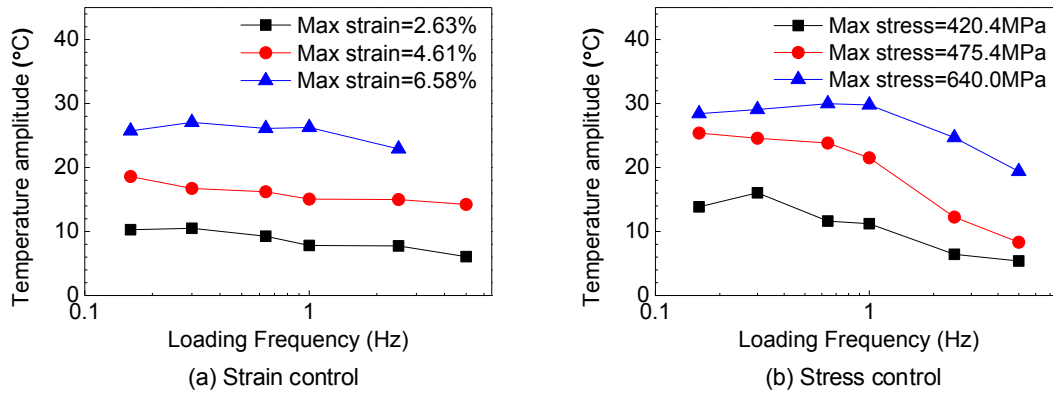 Max strain=2.63%
Max strain=4.61%
Max strain=6.58%
Temperature amplitude (°C)
40
30
20
10
0
0.1
1
Loading Frequency (Hz)
(a) Strain control
Max stress=420.4MPa
Max stress=475.4MPa
Max stress=640.0MPa
Temperature amplitude (°C)
40
30
20
10
0
0.1
1
Loading Frequency (Hz)
(b) Stress control